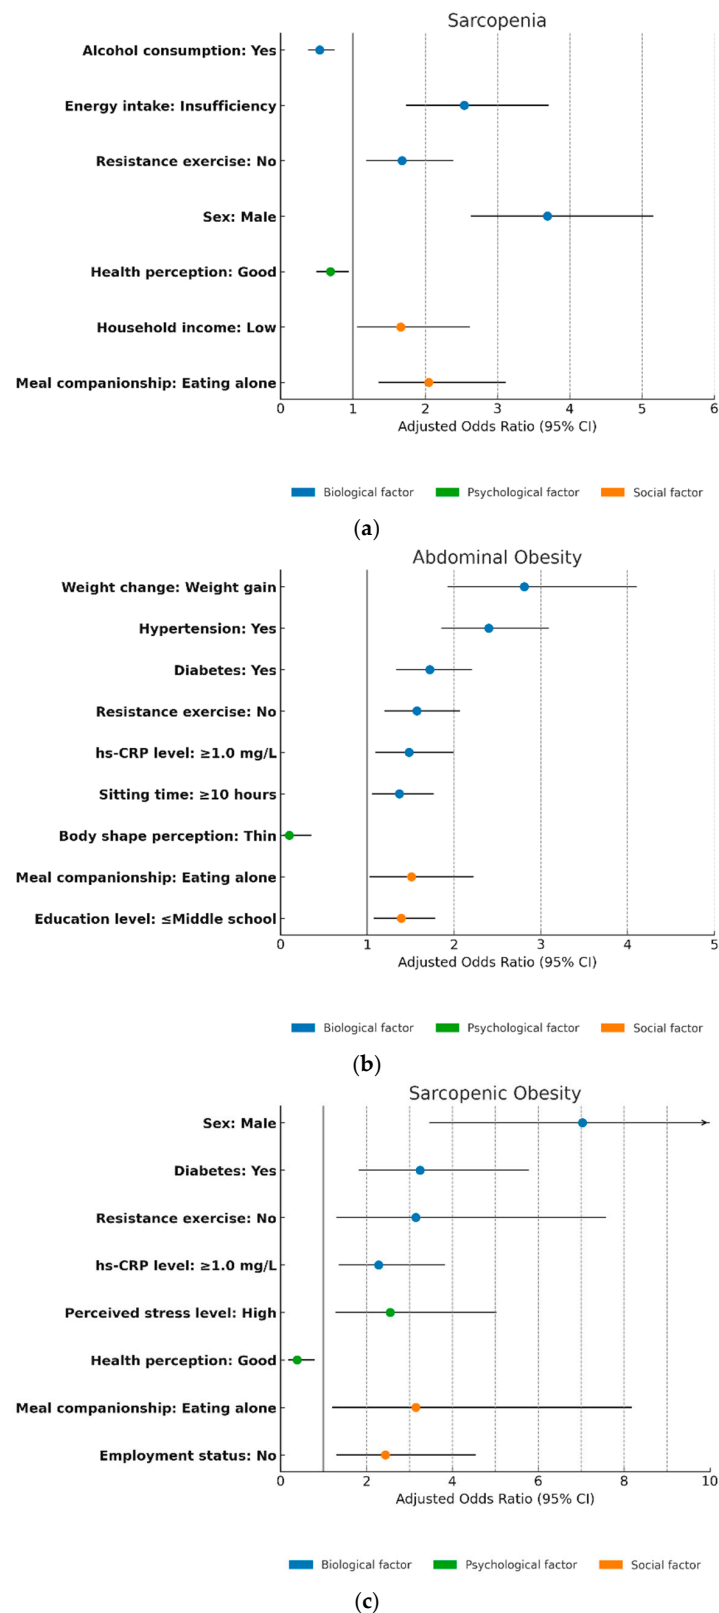 Sarcopenia
Alcohol consumption: Yes
Energy intake: Insufficiency
Resistance exercise: No
Sex: Male
Health perception: Good
Household income: Low
Meal companionship: Eating alone
0 1 2 3 4 5 6
Adjusted Odds Ratio (95% CI)
Biological factor Psychological factor Social factor
(a)
Abdominal Obesity
Weight change: Weight gain
Hypertension: Yes
Diabetes: Yes
Resistance exercise: No
hs-CRP level: ≥1.0 mg/L
Sitting time: ≥10 hours
Body shape perception: Thin
Meal companionship: Eating alone
Education level: ≤Middle school
0 1 2 3 4 5
Adjusted Odds Ratio (95% CI)
Biological factor Psychological factor Social factor
(b)
Sarcopenic Obesity
Sex: Male
Diabetes: Yes
Resistance exercise: No
hs-CRP level: ≥1.0 mg/L
Perceived stress level: High
Health perception: Good
Meal companionship: Eating alone
Employment status: No
0 2 4 6 8 10
Adjusted Odds Ratio (95% CI)
Biological factor Psychological factor Social factor
(c)